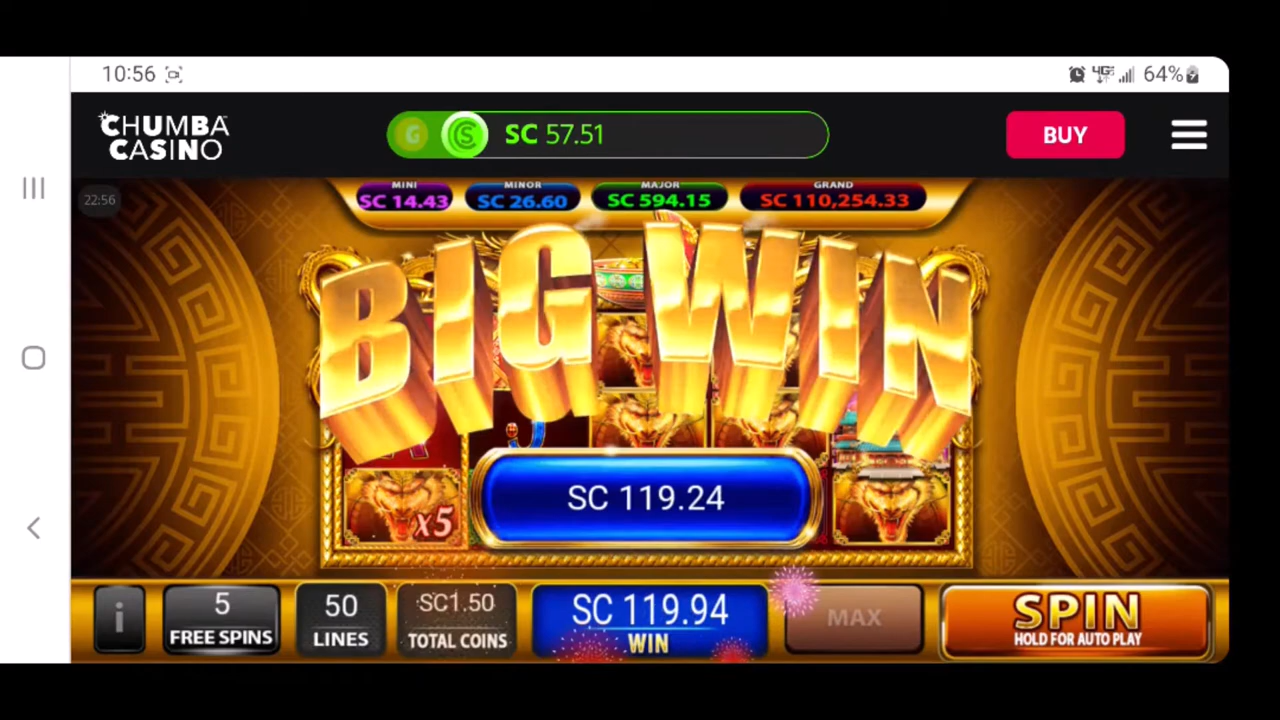 10:56
4G 64%
CHUMBA
CASINO
G S SC 57.51
BUY
22:56
MINI MINOR MAJOR GRAND
SC 14.43 SC 26.60 SC 594.15 SC 110,254.33
BIG WIN
SC 119.24
x5
i
5
FREE SPINS
50
LINES
SC1.50
TOTAL COINS
SC 119.94
WIN
MAX
SPIN
HOLD FOR AUTO PLAY